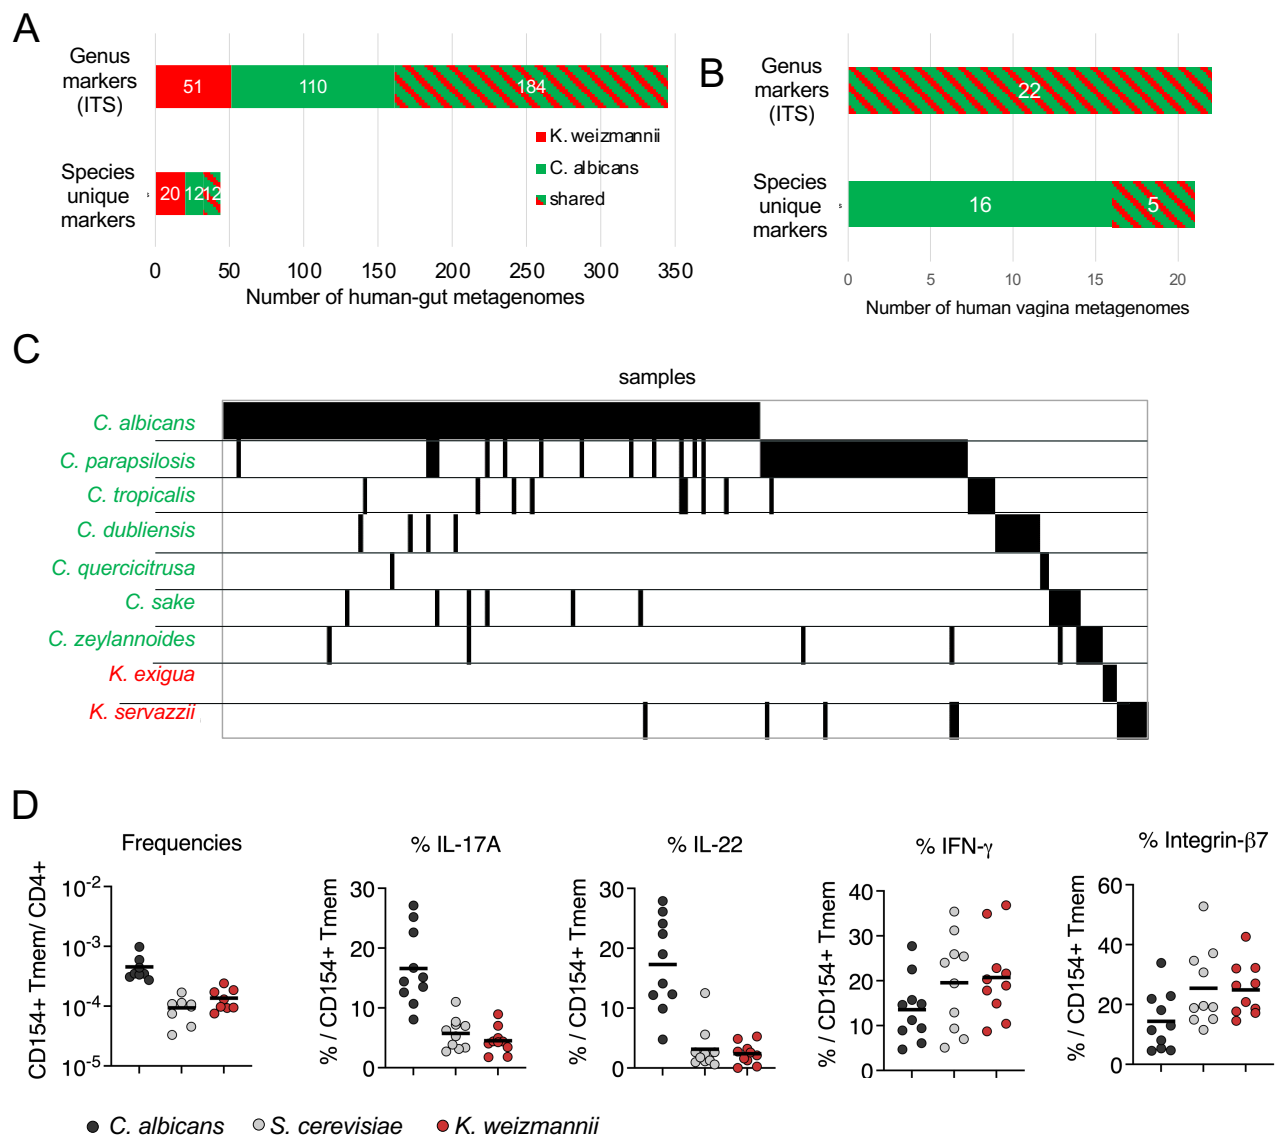 A
Genus
markers
(ITS)
51
110
184
K. weizmannii
C. albicans
shared
Species
unique
markers
20
12
12
0
50
100
150
200
250
300
350
Number of human-gut metagenomes
B
Genus
markers
(ITS)
22
Species
unique
markers
16
5
0
5
10
15
20
Number of human vagina metagenomes
C
samples
C. albicans
C. parapsilosis
C. tropicalis
C. dubliensis
C. quercicitrusa
C. sake
C. zeylannoides
K. exigua
K. servazzii
D
Frequencies
CD154+ Tmem/ CD4+
10-2
10-3
10-4
10-5
% IL-17A
% / CD154+ Tmem
30
20
10
0
% IL-22
% / CD154+ Tmem
30
20
10
0
% IFN-γ
% / CD154+ Tmem
40
30
20
10
0
% Integrin-β7
% / CD154+ Tmem
60
40
20
0
C. albicans
S. cerevisiae
K. weizmannii